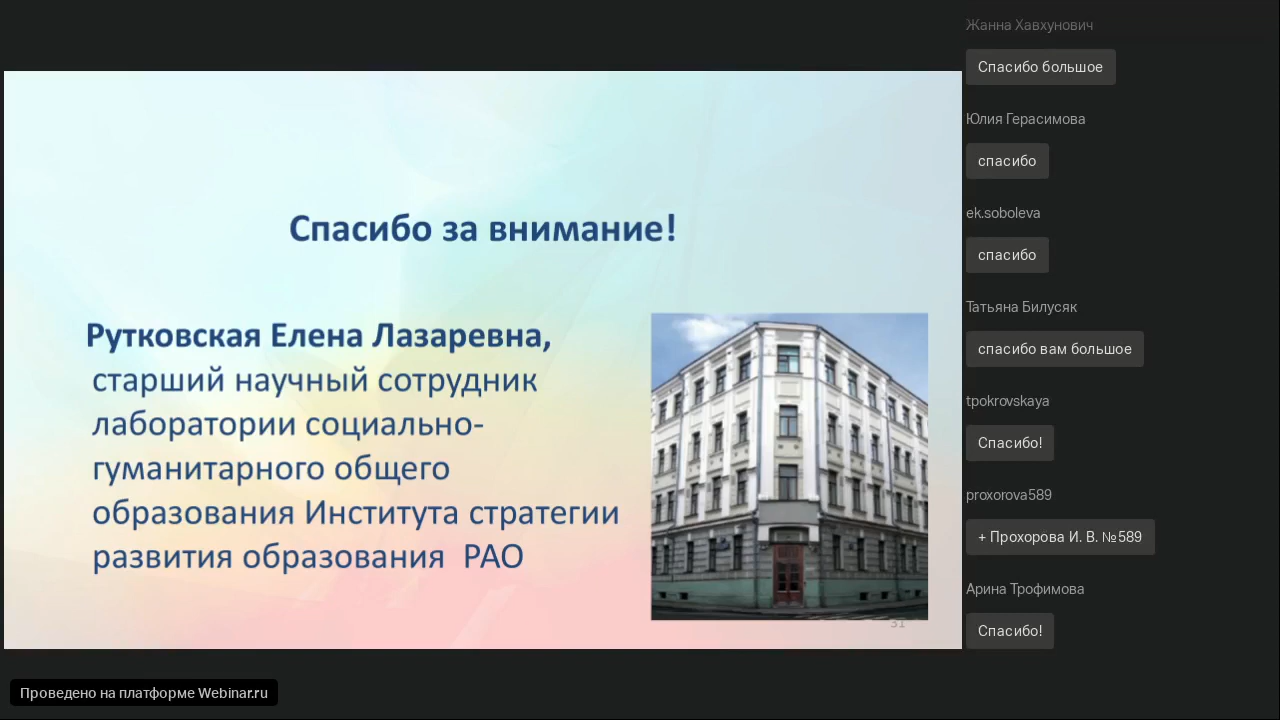 Спасибо за внимание!
Рутковская Елена Лазаревна,
старший научный сотрудник
лаборатории социально-
гуманитарного общего
образования Института стратегии
развития образования РАО
31
Проведено на платформе Webinar.ru
Жанна Хавхунович
Спасибо большое
Юлия Герасимова
спасибо
ek.soboleva
спасибо
Татьяна Билусяк
спасибо вам большое
tpokrovskaya
Спасибо!
proxorova589
+ Прохорова И. В. №589
Арина Трофимова
Спасибо!